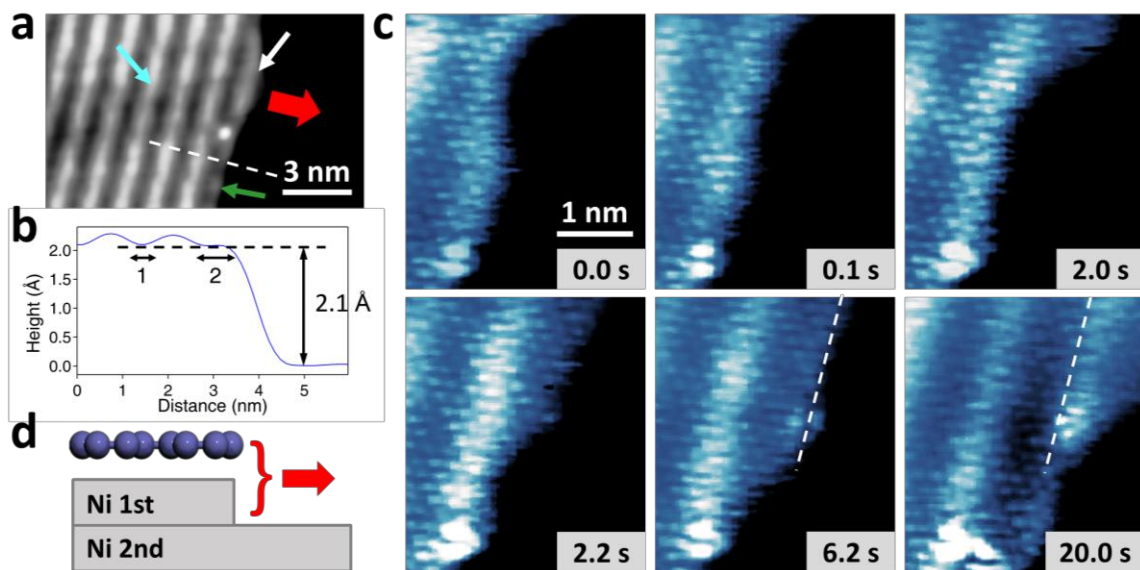 a
3 nm
b
2.0
1.5
1.0
0.5
0.0
Height (Å)
1
2
2.1 Å
0
1
2
3
4
5
Distance (nm)
c
1 nm
0.0 s
0.1 s
2.0 s
2.2 s
6.2 s
20.0 s
d
Ni 1st
Ni 2nd
}